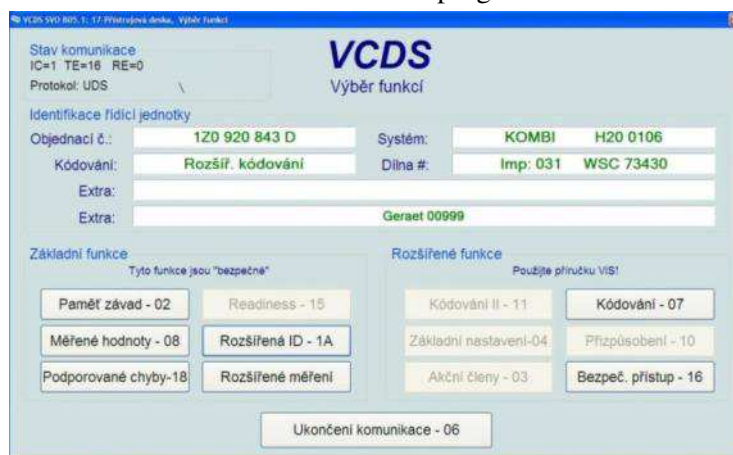 VCDS SVO 805.1: 17-Přístrojová deska, Výběr funkcí
Stav komunikace
IC=1 TE=16 RE=0
Protokol: UDS \
VCDS
Výběr funkcí
Identifikace řídící jednotky
Objednací č.: 1Z0 920 843 D Systém: KOMBI H20 0106
Kódování: Rozšíř. kódování Dílna #: Imp: 031 WSC 73430
Extra:
Extra: Geraet 00999
Základní funkce
Tyto funkce jsou "bezpečné"
Rozšířené funkce
Použijte příručku VIS!
Paměť závad - 02 Readiness - 15 Kódování II - 11 Kódování - 07
Měřené hodnoty - 08 Rozšířená ID - 1A Základní nastavení-04 Přizpůsobení - 10
Podporované chyby-18 Rozšířené měření Akční členy - 03 Bezpeč. přístup - 16
Ukončení komunikace - 06